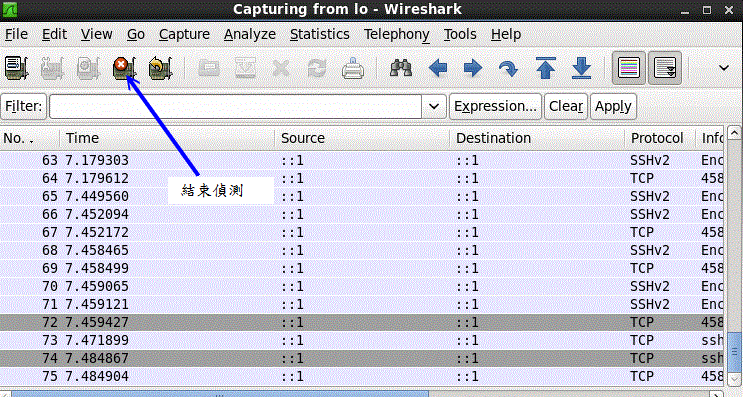 Capturing from lo - Wireshark
File Edit View Go Capture Analyze Statistics Telephony Tools Help
Filter: Expression... Clear Apply
No. Time Source Destination Protocol Info
63 7.179303 ::1 ::1 SSHv2 Enc
64 7.179612 ::1 ::1 TCP 458
65 7.449560 ::1 ::1 SSHv2 Enc
66 7.452094 ::1 ::1 SSHv2 Enc
67 7.452172 ::1 ::1 TCP 458
68 7.458465 ::1 ::1 SSHv2 Enc
69 7.458499 ::1 ::1 TCP 458
70 7.459065 ::1 ::1 SSHv2 Enc
71 7.459121 ::1 ::1 SSHv2 Enc
72 7.459427 ::1 ::1 TCP 458
73 7.471899 ::1 ::1 TCP ssh
74 7.484867 ::1 ::1 TCP ssh
75 7.484904 ::1 ::1 TCP 458
結束偵測